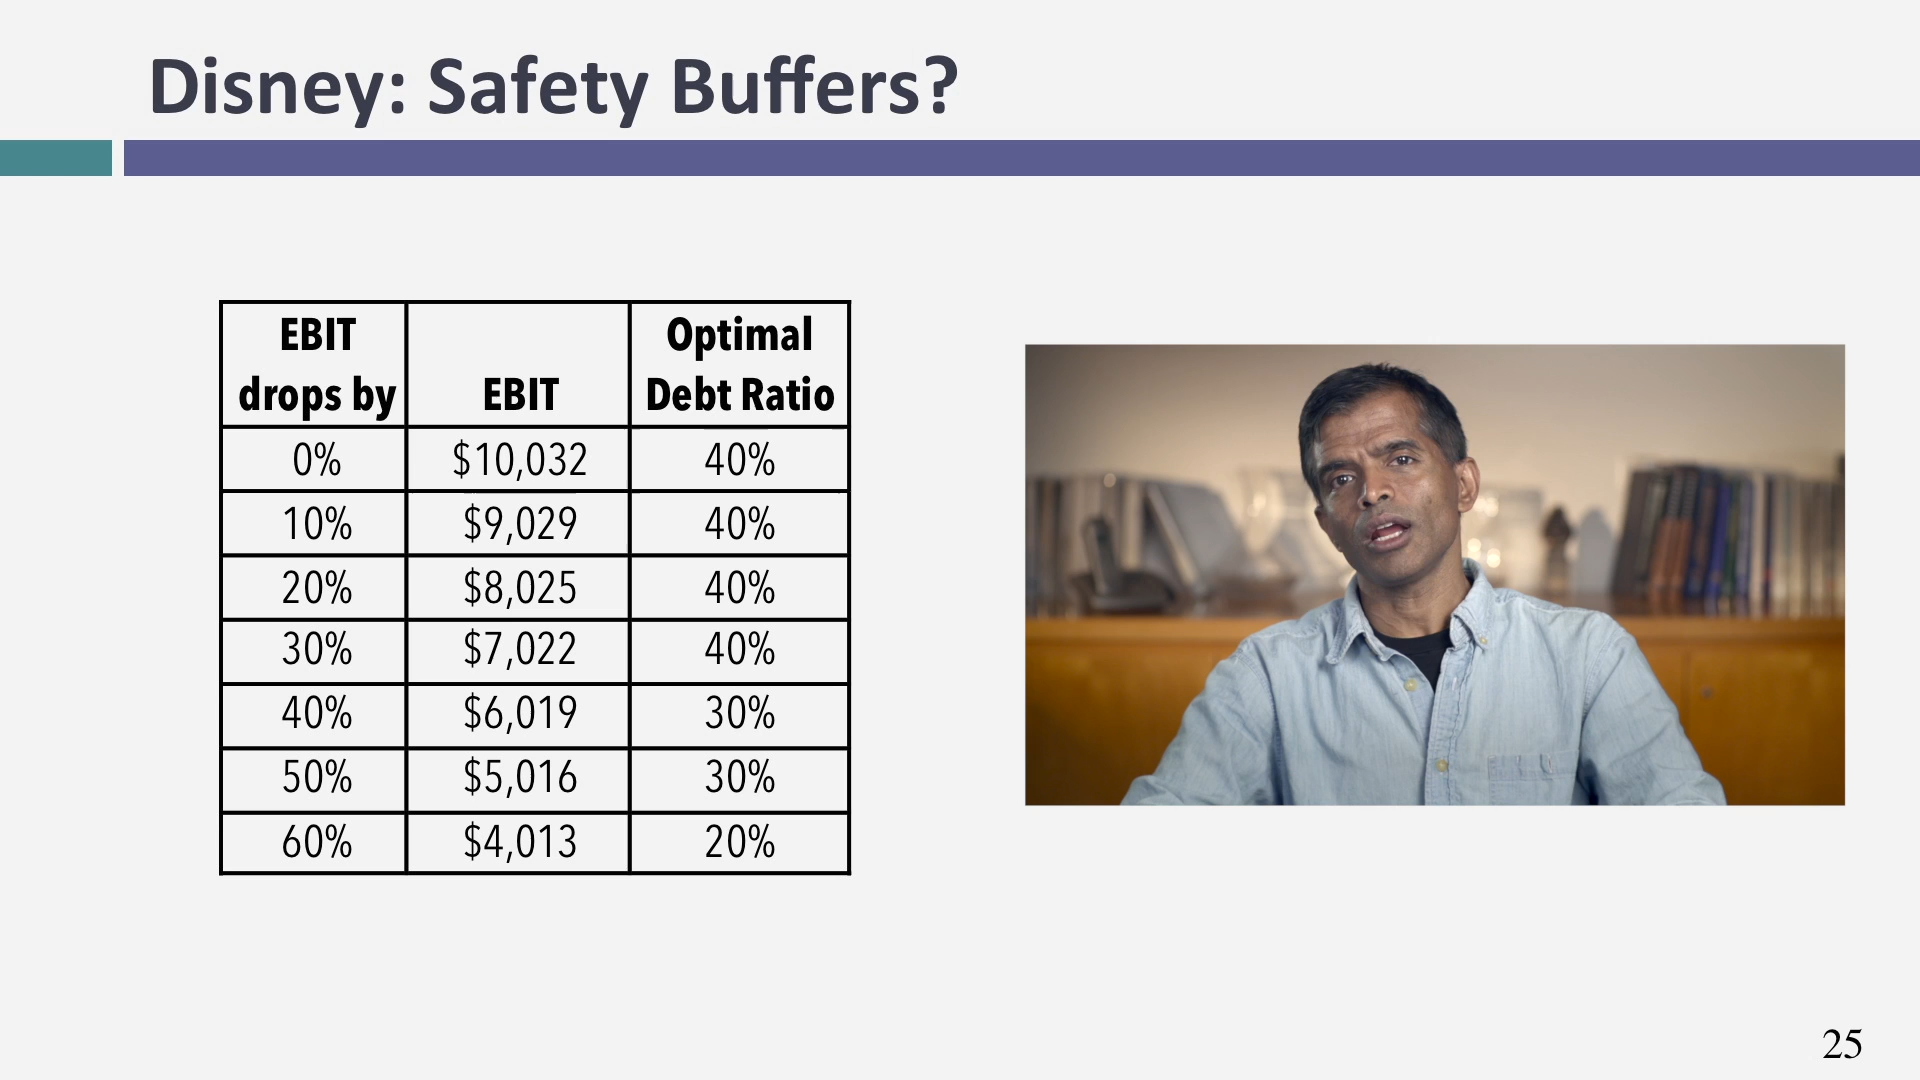 Disney: Safety Buffers?
EBIT drops by EBIT Optimal Debt Ratio
0% $10,032 40%
10% $9,029 40%
20% $8,025 40%
30% $7,022 40%
40% $6,019 30%
50% $5,016 30%
60% $4,013 20%
25